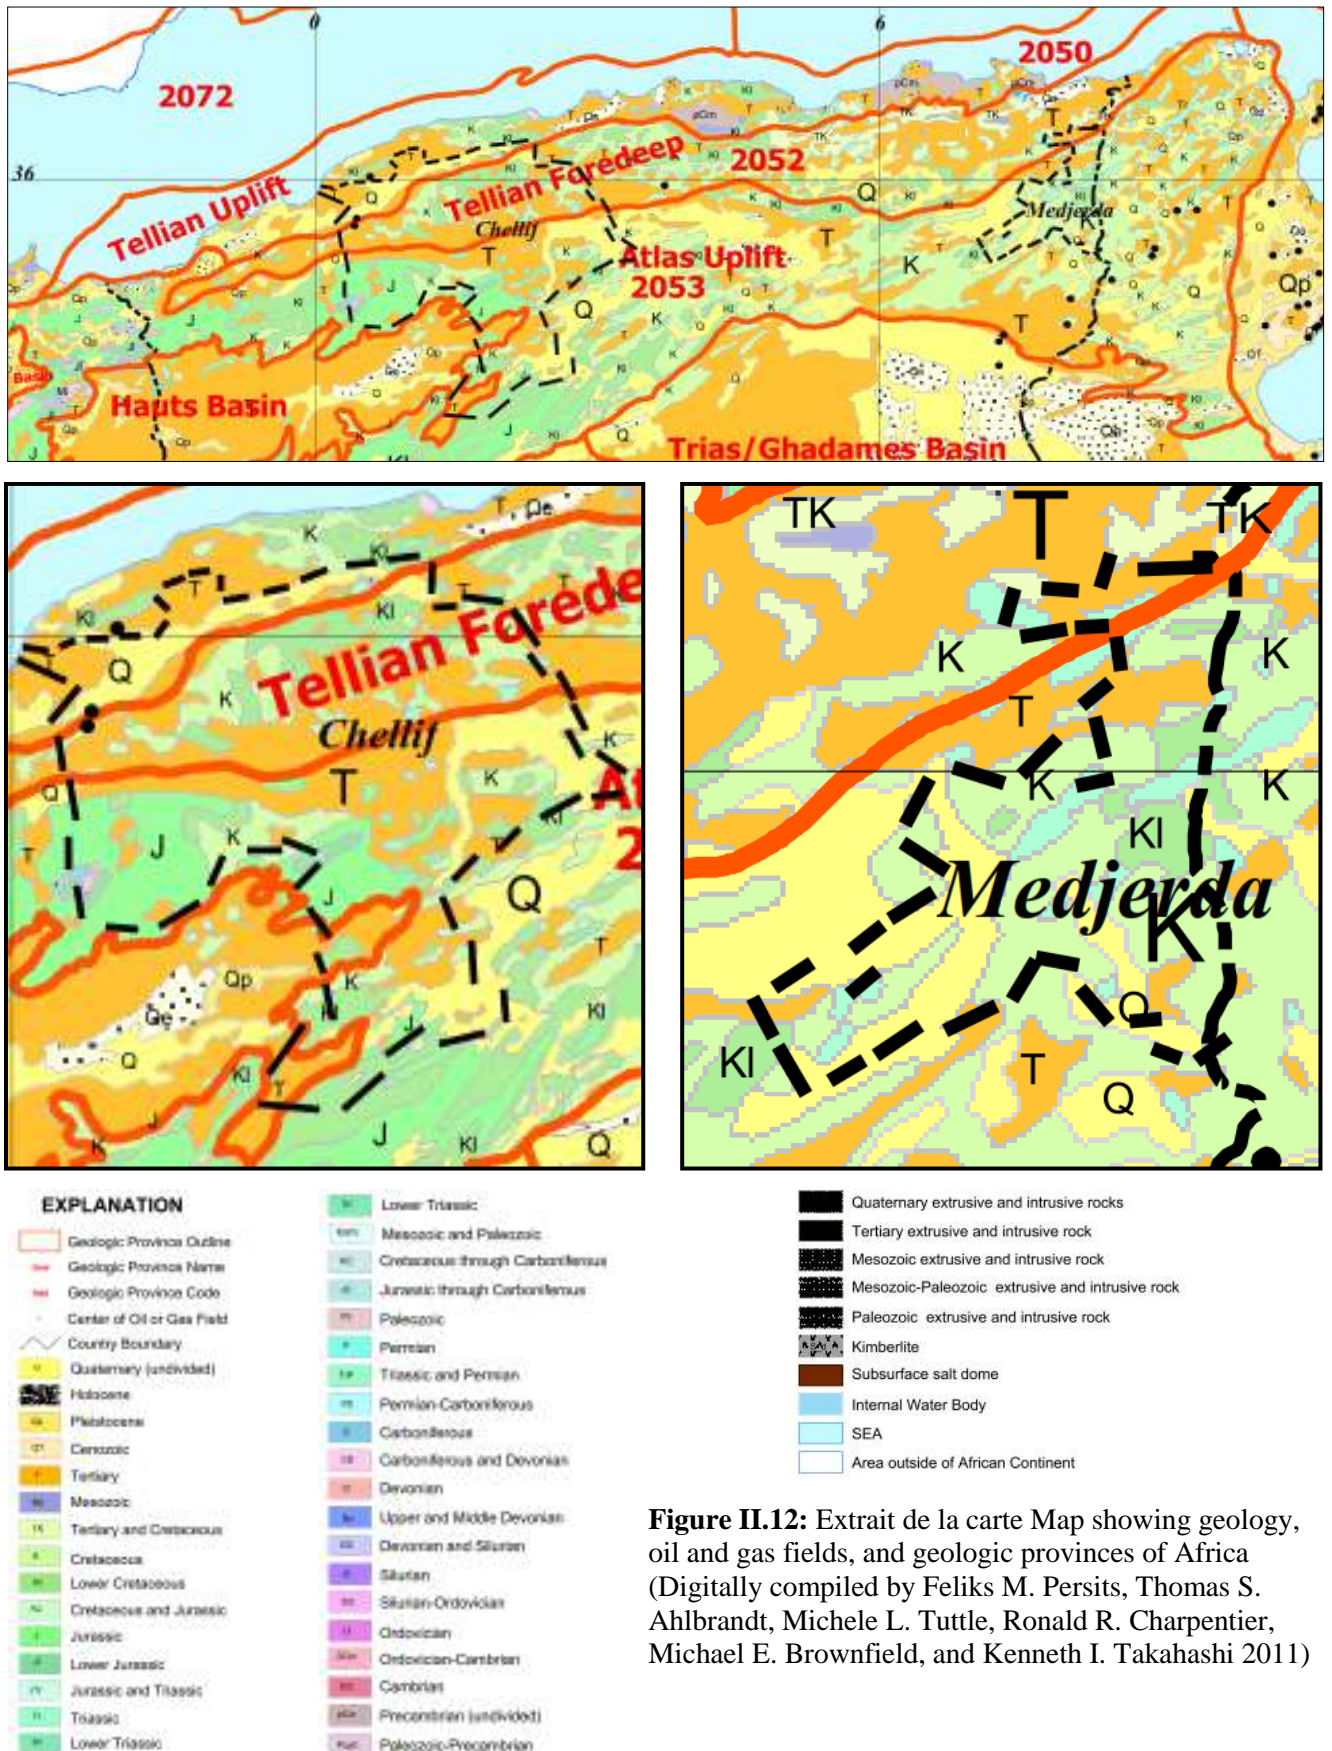 0
6
2072
2050
36
Tellian Uplift
Tellian Foredeep
2052
Chellif
Medjerda
Atlas Uplift
2053
Hauts Basin
Basin
Trias/Ghadames Basin
T
Q
K
J
Kl
Qp
TK
pCm
Tellian Forede
Chellif
At
2
T
Q
K
Kl
J
Qp
Qe
TK
T
TK
K
K
T
K
K
Kl
Medjerda
K
Q
Kl
T
Q
EXPLANATION
Geologic Province Outline
Geologic Province Name
Geologic Province Code
Center of Oil or Gas Field
Country Boundary
Quaternary (undivided)
Holocene
Pleistocene
Cenozoic
Tertiary
Mesozoic
Tertiary and Cretaceous
Cretaceous
Lower Cretaceous
Cretaceous and Jurassic
Jurassic
Lower Jurassic
Jurassic and Triassic
Triassic
Lower Triassic
Lower Triassic
Mesozoic and Paleozoic
Cretaceous through Carboniferous
Jurassic through Carboniferous
Paleozoic
Permian
Triassic and Permian
Permian-Carboniferous
Carboniferous
Carboniferous and Devonian
Devonian
Upper and Middle Devonian
Devonian and Silurian
Silurian
Silurian-Ordovician
Ordovician
Ordovician-Cambrian
Cambrian
Precambrian (undivided)
Paleozoic-Precambrian
Quaternary extrusive and intrusive rocks
Tertiary extrusive and intrusive rock
Mesozoic extrusive and intrusive rock
Mesozoic-Paleozoic extrusive and intrusive rock
Paleozoic extrusive and intrusive rock
Kimberlite
Subsurface salt dome
Internal Water Body
SEA
Area outside of African Continent
Figure II.12: Extrait de la carte Map showing geology,
oil and gas fields, and geologic provinces of Africa
(Digitally compiled by Feliks M. Persits, Thomas S.
Ahlbrandt, Michele L. Tuttle, Ronald R. Charpentier,
Michael E. Brownfield, and Kenneth I. Takahashi 2011)